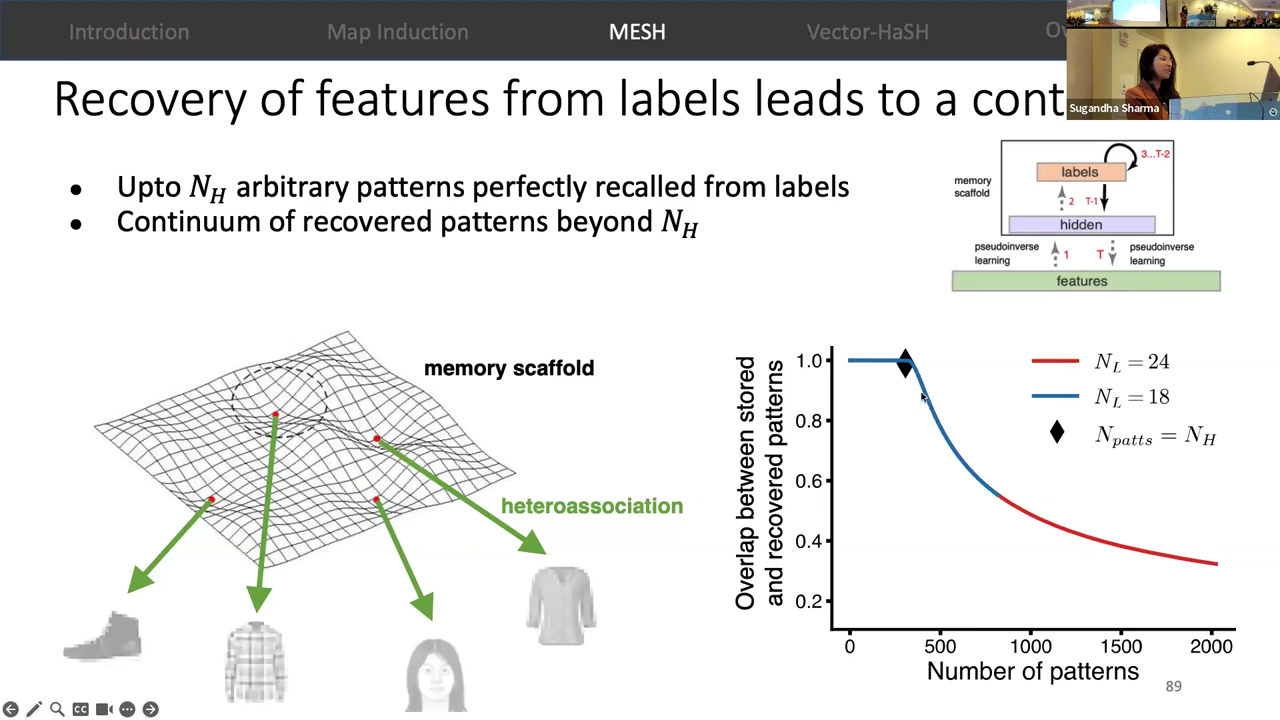 Introduction
Map Induction
MESH
Vector-HaSH
Recovery of features from labels leads to a cont
Sugandha Sharma
• Upto N_H arbitrary patterns perfectly recalled from labels
• Continuum of recovered patterns beyond N_H
memory scaffold
labels
3...T-2
2
T-1
hidden
pseudoinverse learning
1
T
pseudoinverse learning
features
memory scaffold
heteroassociation
Overlap between stored and recovered patterns
1.0
0.8
0.6
0.4
0.2
0
500
1000
1500
2000
Number of patterns
N_L = 24
N_L = 18
N_patts = N_H
89
CC